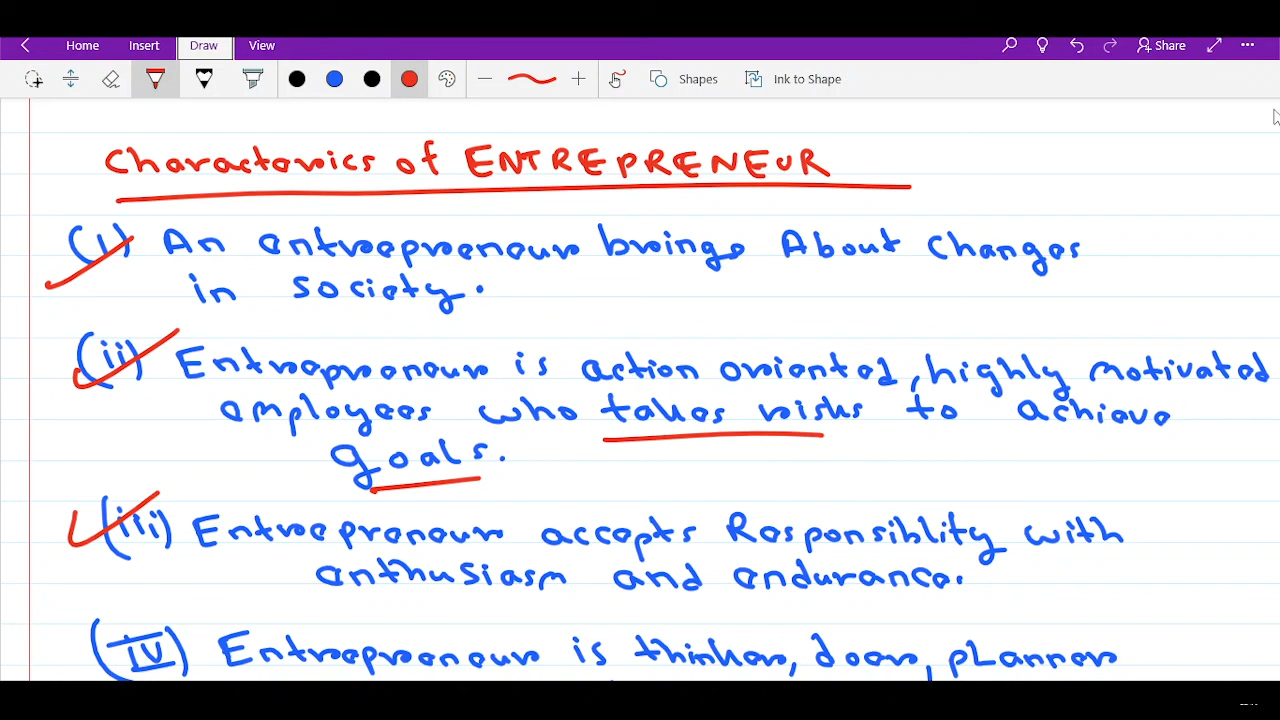 Home Insert Draw View Share
Shapes Ink to Shape
Charactarics of ENTREPRENEUR
(i) An entreepreneur brings About changes
in society.
(ii) Entreepreneur is action oriented, highly motivated
employees who takes risks to achieve
goals.
(iii) Entreepreneur accepts Responsiblity with
enthusiasm and endurance.
(IV) Entreepreneur is thinker, doer, planner